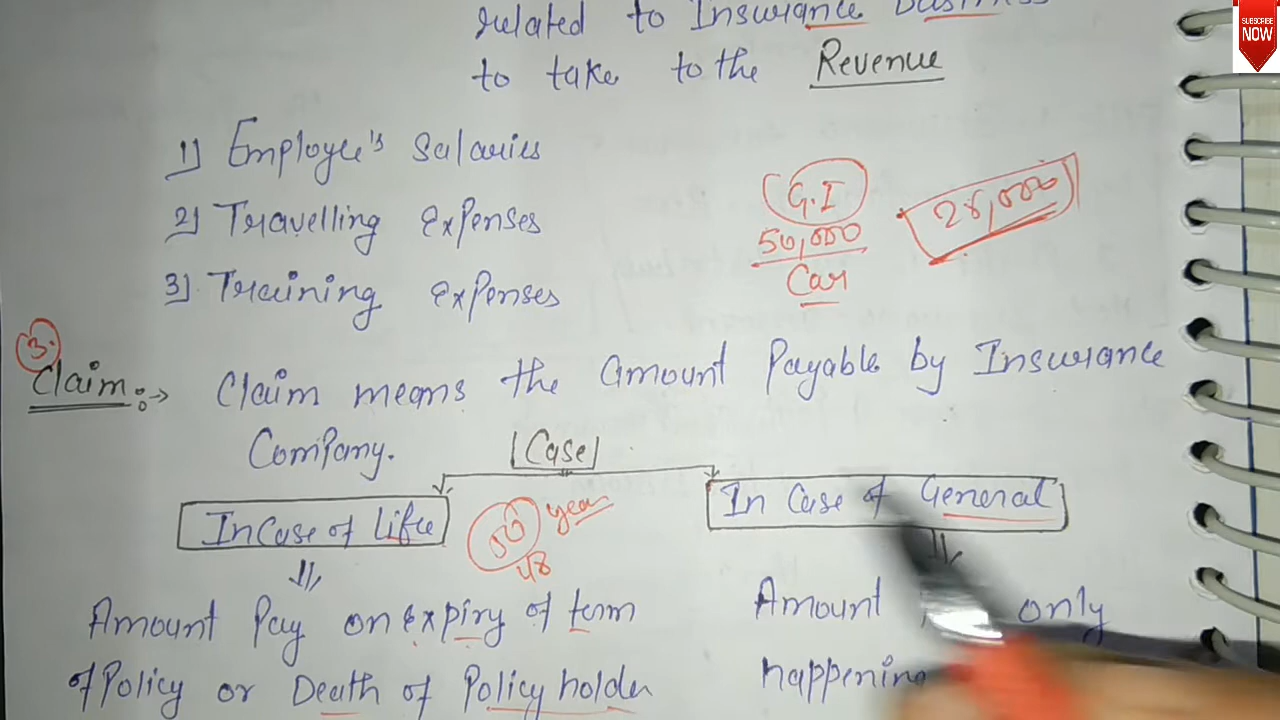 related to Insurance Business
to take to the Revenue
SUBSCRIBE
NOW
1) Employee's Salaries
2) Travelling Expenses
3) Training Expenses
G.I
50,000
Car
3.
Claim :→ Claim means the amount Payable by Insurance
Company.
Case
In Case of Life
50 year
48
In Case of General
Amount Pay on expiry of term
of Policy or Death of Policy holder
Amount only
happening